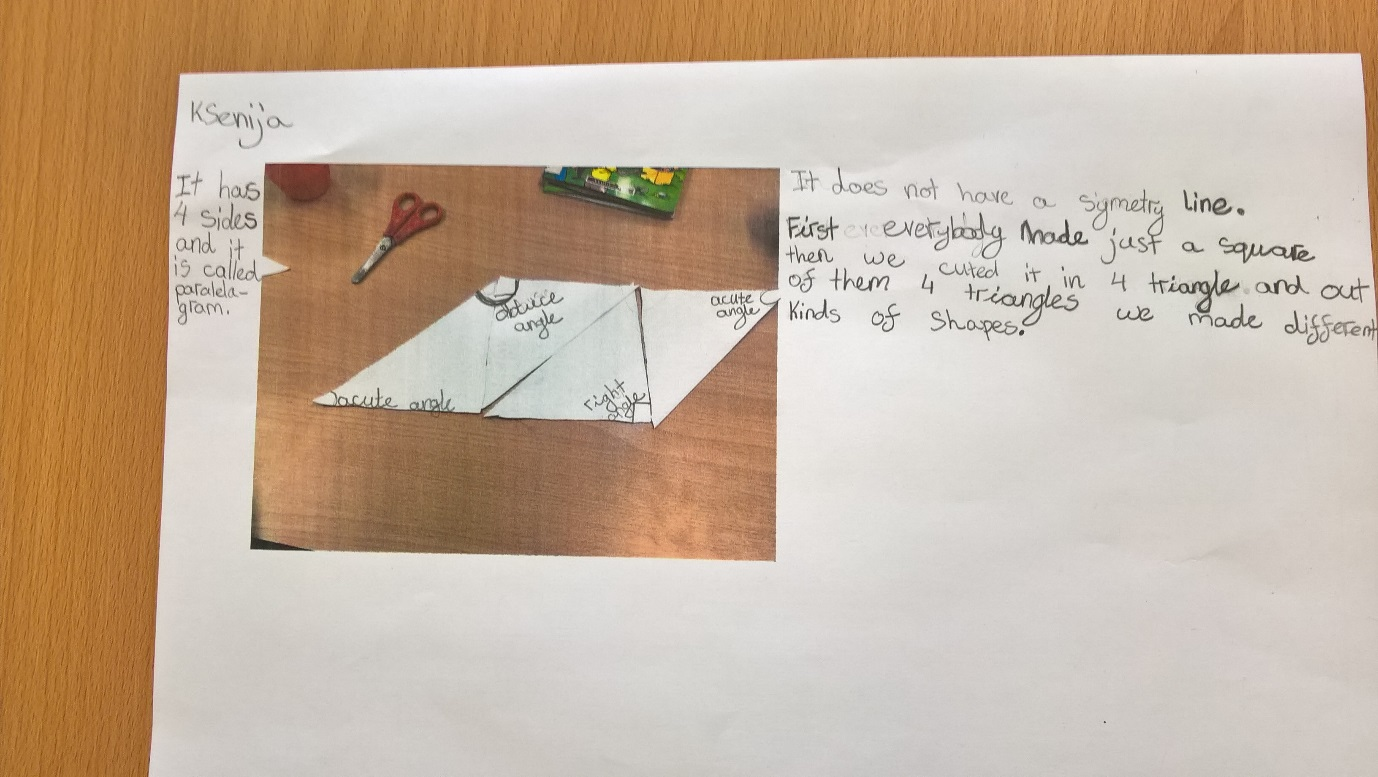 Ksenija
It has
4 sides
and it
is called
paralela-
gram.
obtuice
angle
acute
angle
acute angle
right
angle
It does not have a sigmetry line.
First everybody made just a square
then we cuted it in 4 triangle and out
of them 4 triangles we made different
kinds of shapes.